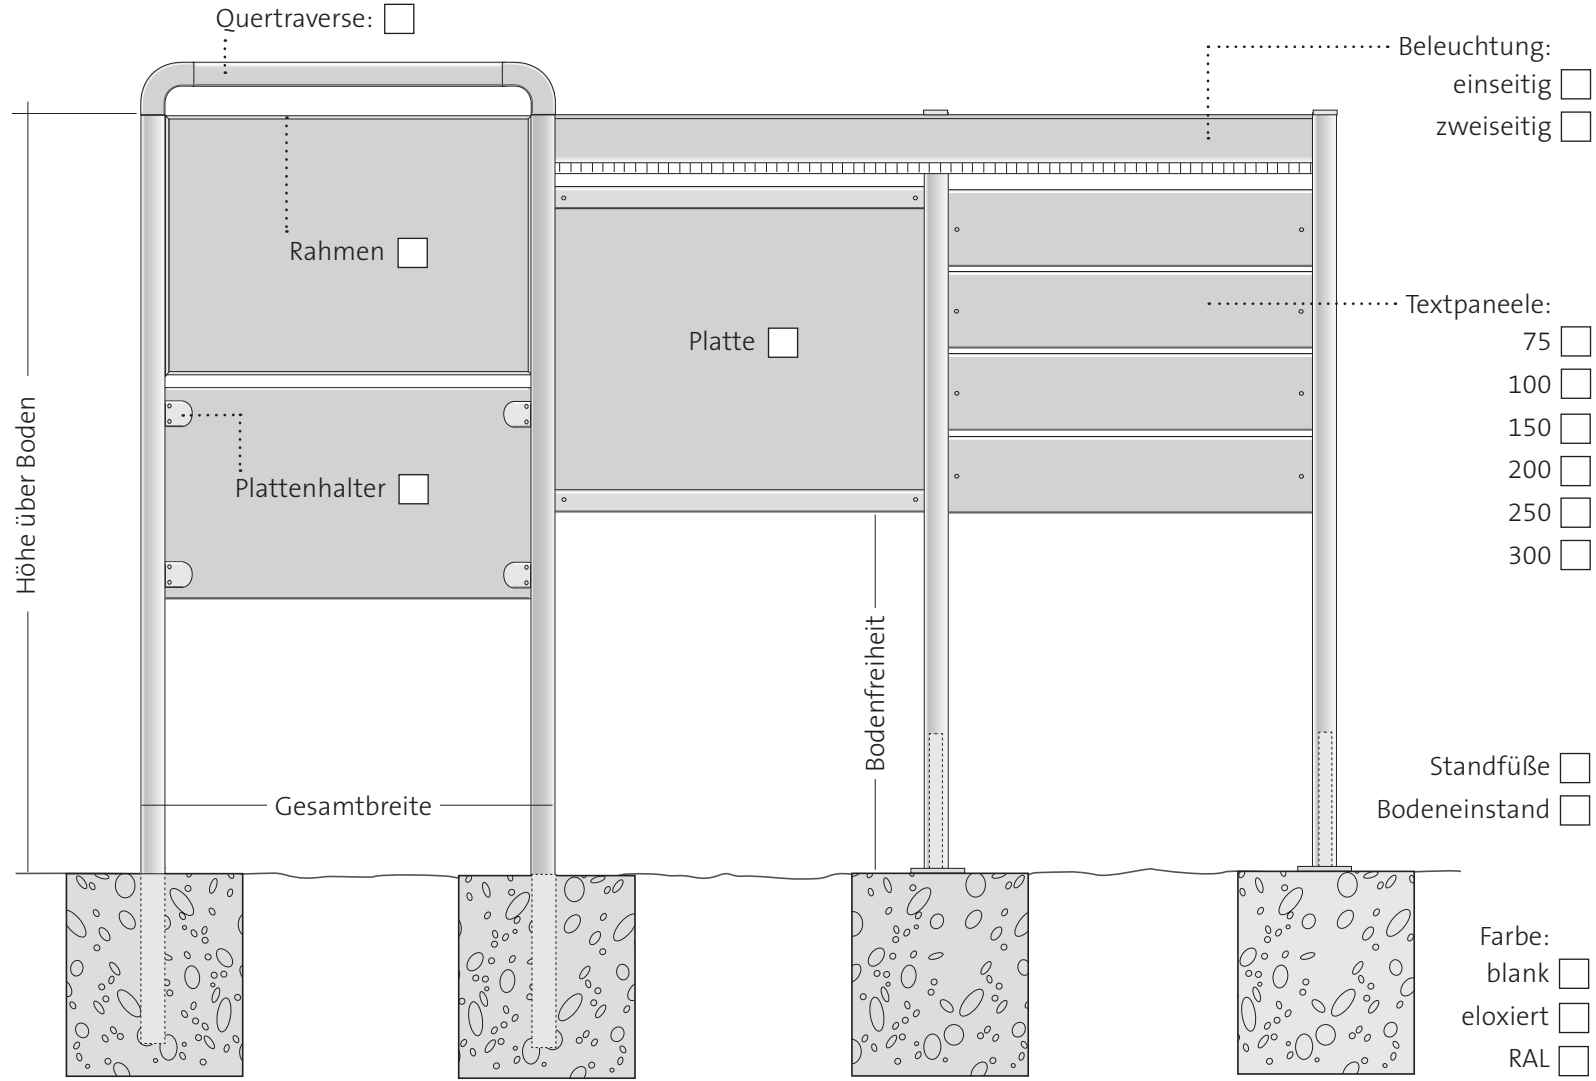 Quertraverse:
Beleuchtung:
einseitig
zweiseitig
Rahmen
Textpaneele:
Platte
75
100
150
200
250
300
Plattenhalter
Höhe über Boden
Bodenfreiheit
Gesamtbreite
Standfüße
Bodeneinstand
Farbe:
blank
eloxiert
RAL